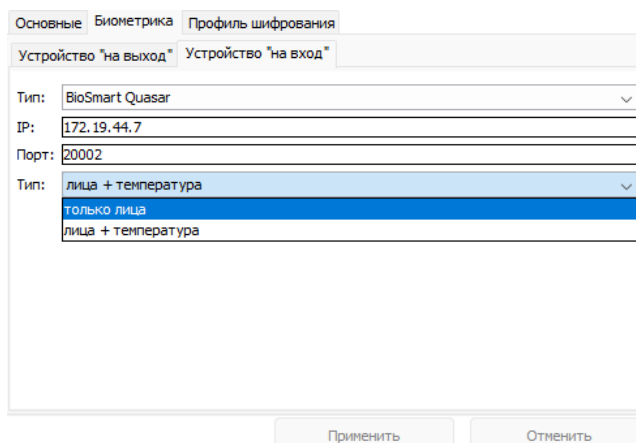 Основные Биометрика Профиль шифрования
Устройство "на выход" Устройство "на вход"
Тип: BioSmart Quasar
IP: 172.19.44.7
Порт: 20002
Тип: лица + температура
только лица
лица + температура
Применить Отменить